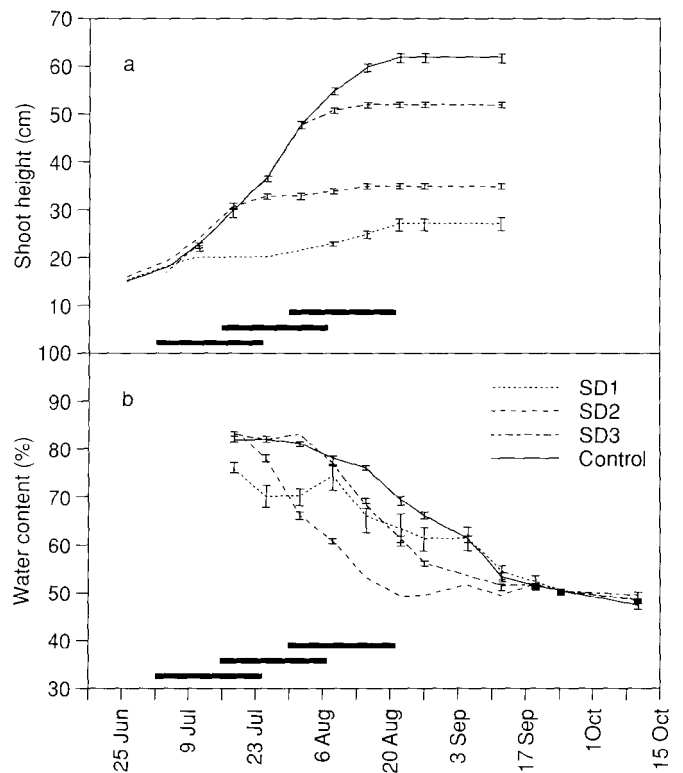 70
a
60
50
40
30
20
10
Shoot height (cm)
100
b
90
80
70
60
50
40
30
Water content (%)
SD1
SD2
SD3
Control
25 Jun
9 Jul
23 Jul
6 Aug
20 Aug
3 Sep
17 Sep
1 Oct
15 Oct